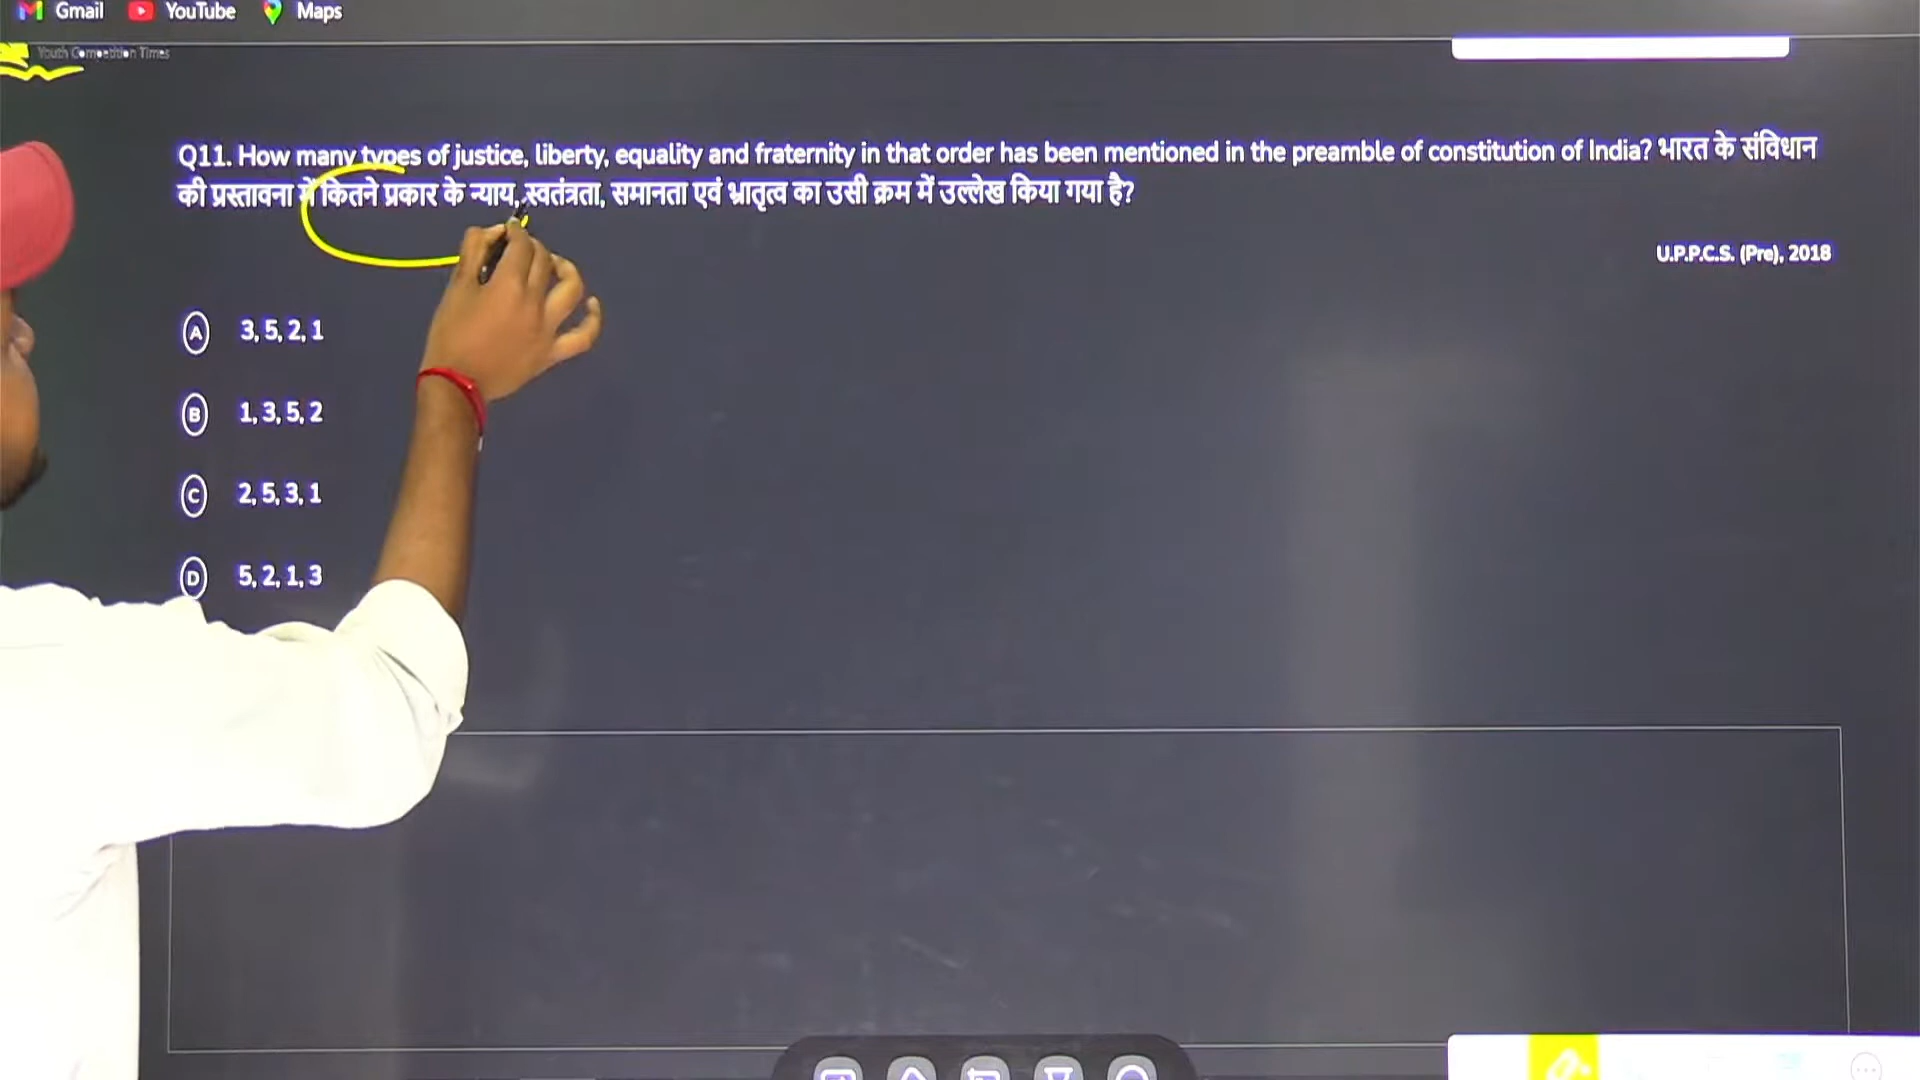 Gmail YouTube Maps
Youth Competition Times
Q11. How many types of justice, liberty, equality and fraternity in that order has been mentioned in the preamble of constitution of India? भारत के संविधान
की प्रस्तावना में कितने प्रकार के न्याय, स्वतंत्रता, समानता एवं भ्रातृत्व का उसी क्रम में उल्लेख किया गया है?
U.P.P.C.S. (Pre), 2018
A 3, 5, 2, 1
B 1, 3, 5, 2
C 2, 5, 3, 1
D 5, 2, 1, 3